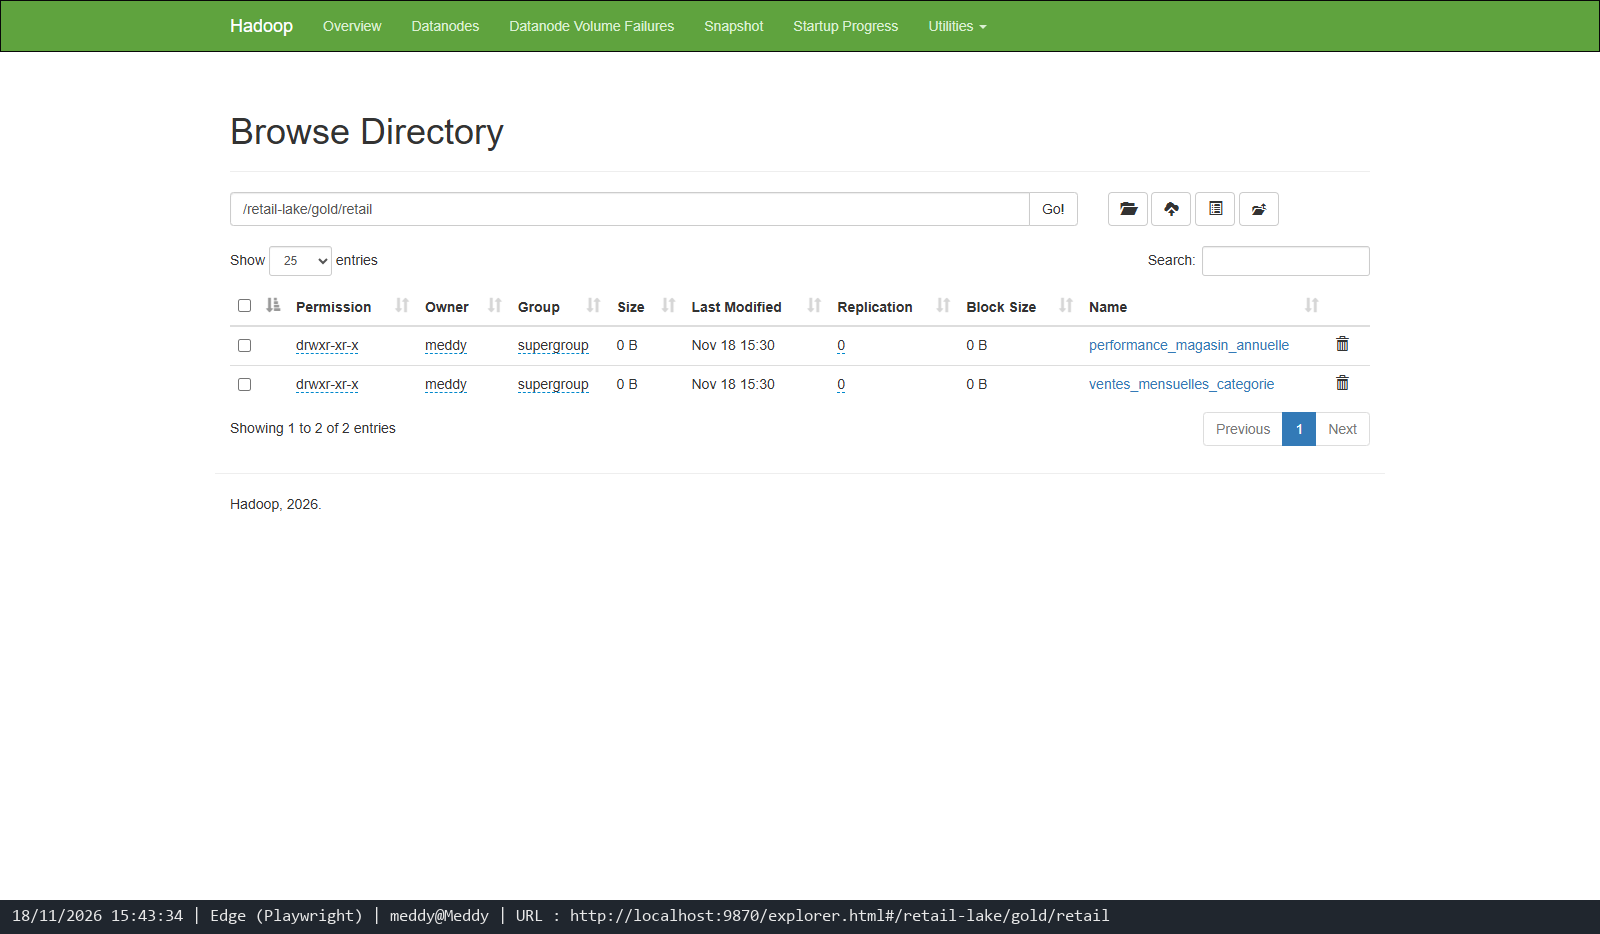 Hadoop Overview Datanodes Datanode Volume Failures Snapshot Startup Progress Utilities
Browse Directory
/retail-lake/gold/retail Go!
Show 25 entries Search:
Permission Owner Group Size Last Modified Replication Block Size Name
drwxr-xr-x meddy supergroup 0 B Nov 18 15:30 0 0 B performance_magasin_annuelle
drwxr-xr-x meddy supergroup 0 B Nov 18 15:30 0 0 B ventes_mensuelles_categorie
Showing 1 to 2 of 2 entries Previous 1 Next
Hadoop, 2026.
18/11/2026 15:43:34 | Edge (Playwright) | meddy@Meddy | URL : http://localhost:9870/explorer.html#/retail-lake/gold/retail